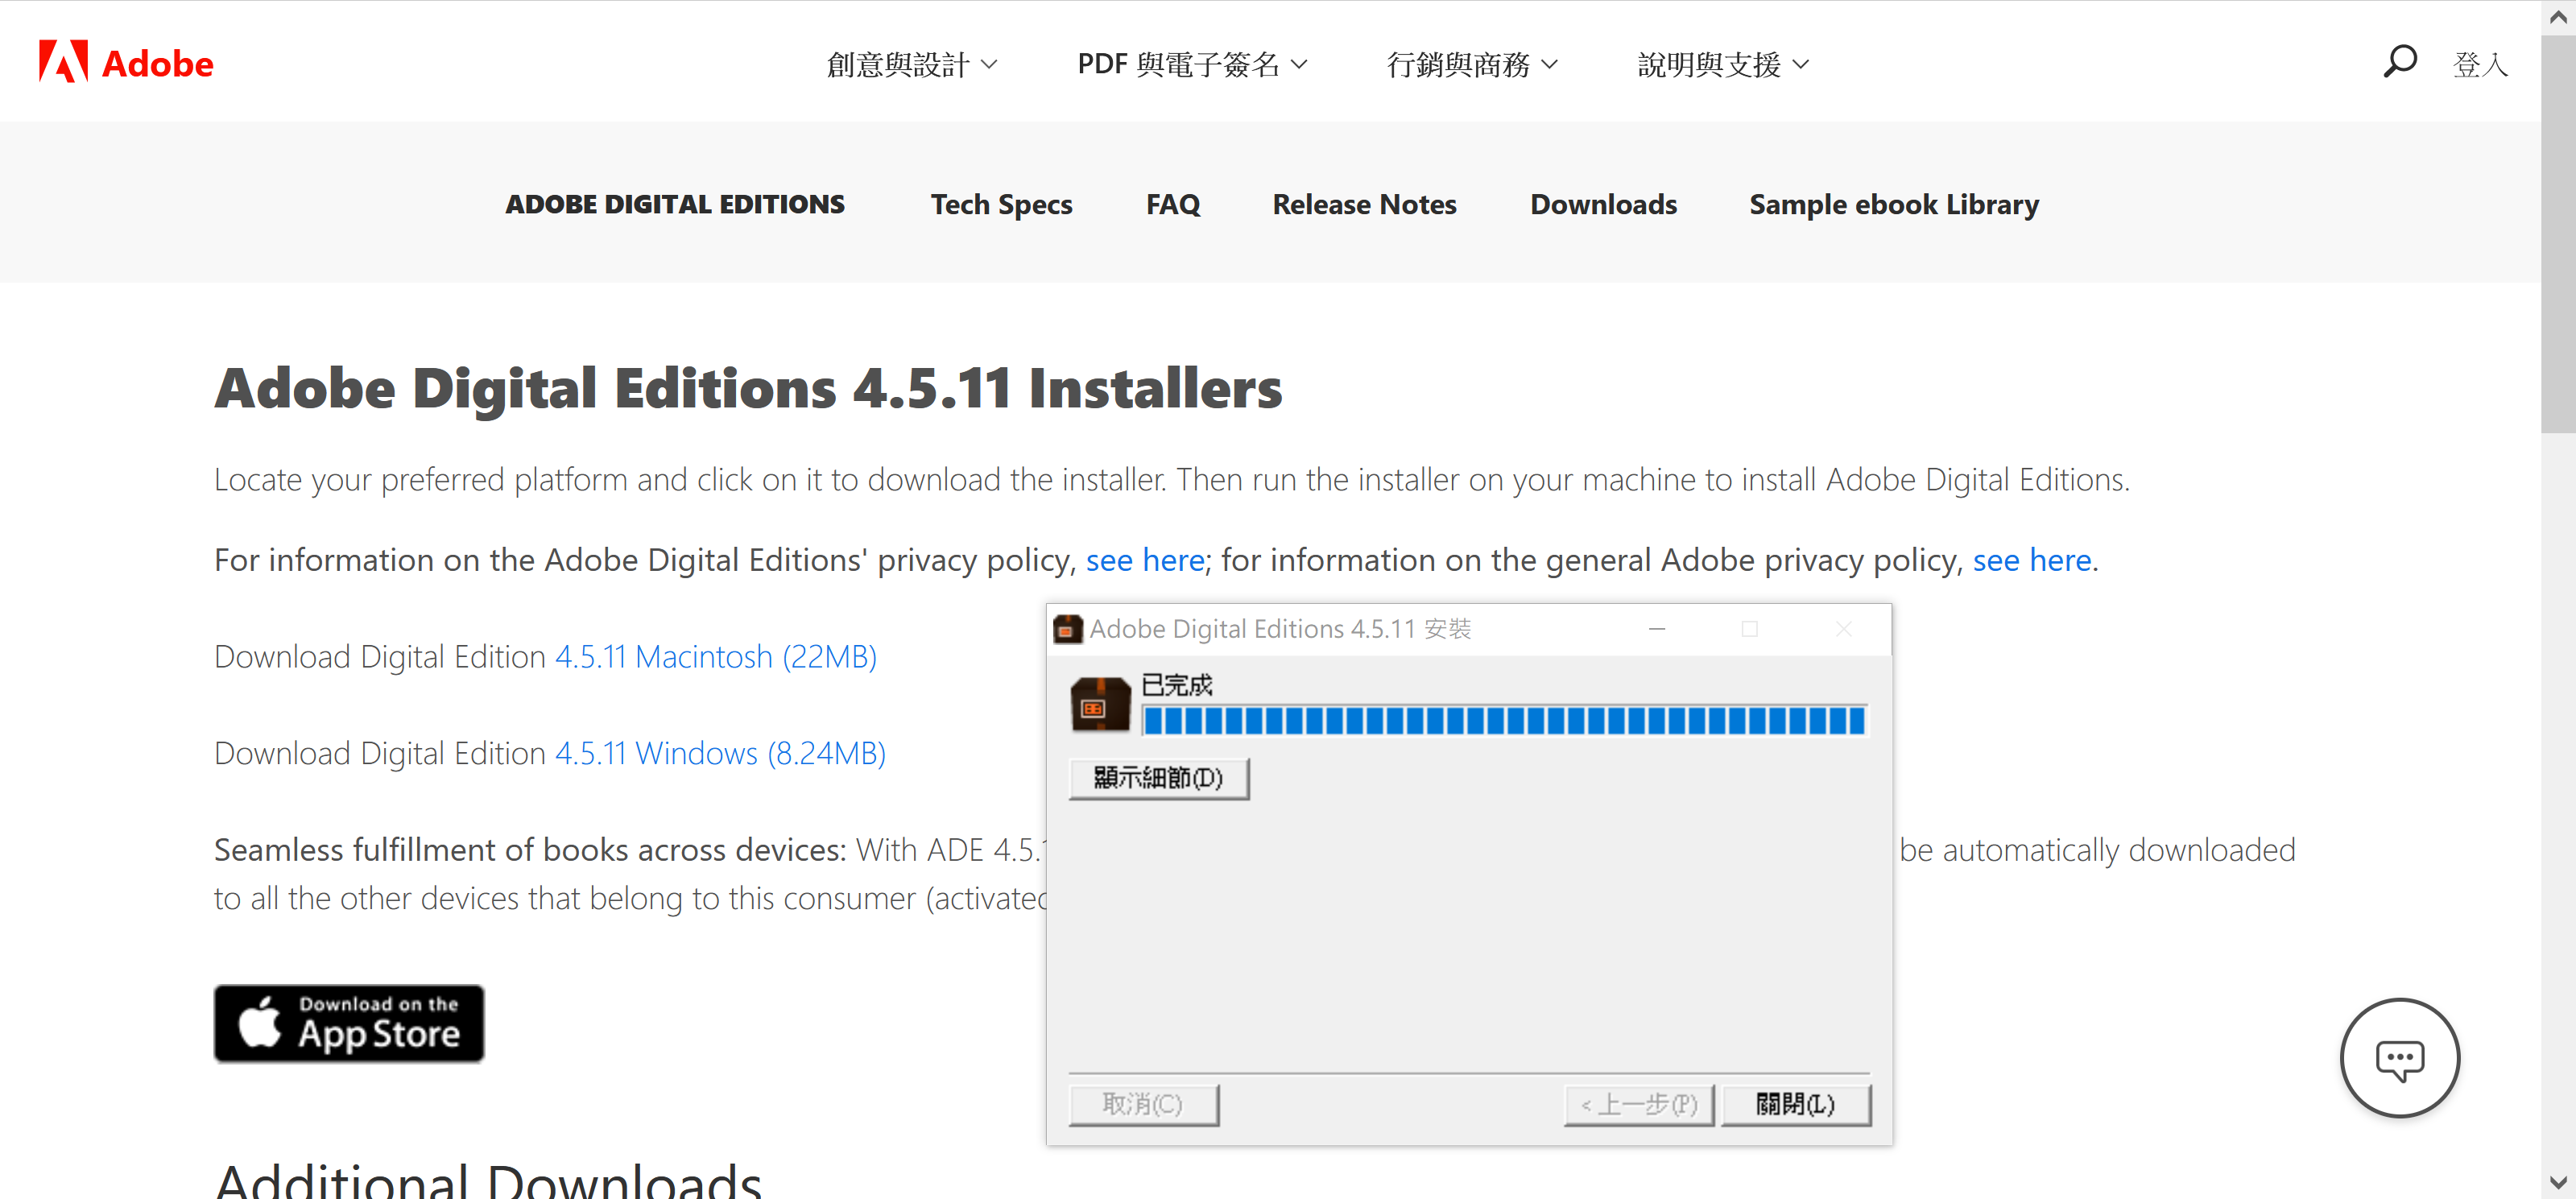 Adobe
創意與設計
PDF 與電子簽名
行銷與商務
說明與支援
登入
ADOBE DIGITAL EDITIONS
Tech Specs
FAQ
Release Notes
Downloads
Sample ebook Library
Adobe Digital Editions 4.5.11 Installers
Locate your preferred platform and click on it to download the installer. Then run the installer on your machine to install Adobe Digital Editions.
For information on the Adobe Digital Editions' privacy policy, see here; for information on the general Adobe privacy policy, see here.
Download Digital Edition 4.5.11 Macintosh (22MB)
Download Digital Edition 4.5.11 Windows (8.24MB)
Seamless fulfillment of books across devices: With ADE 4.5.
be automatically downloaded
to all the other devices that belong to this consumer (activated
Download on the
App Store
Additional Downloads
Adobe Digital Editions 4.5.11 安裝
已完成
顯示細節(D)
取消(C)
< 上一步(P)
關閉(L)